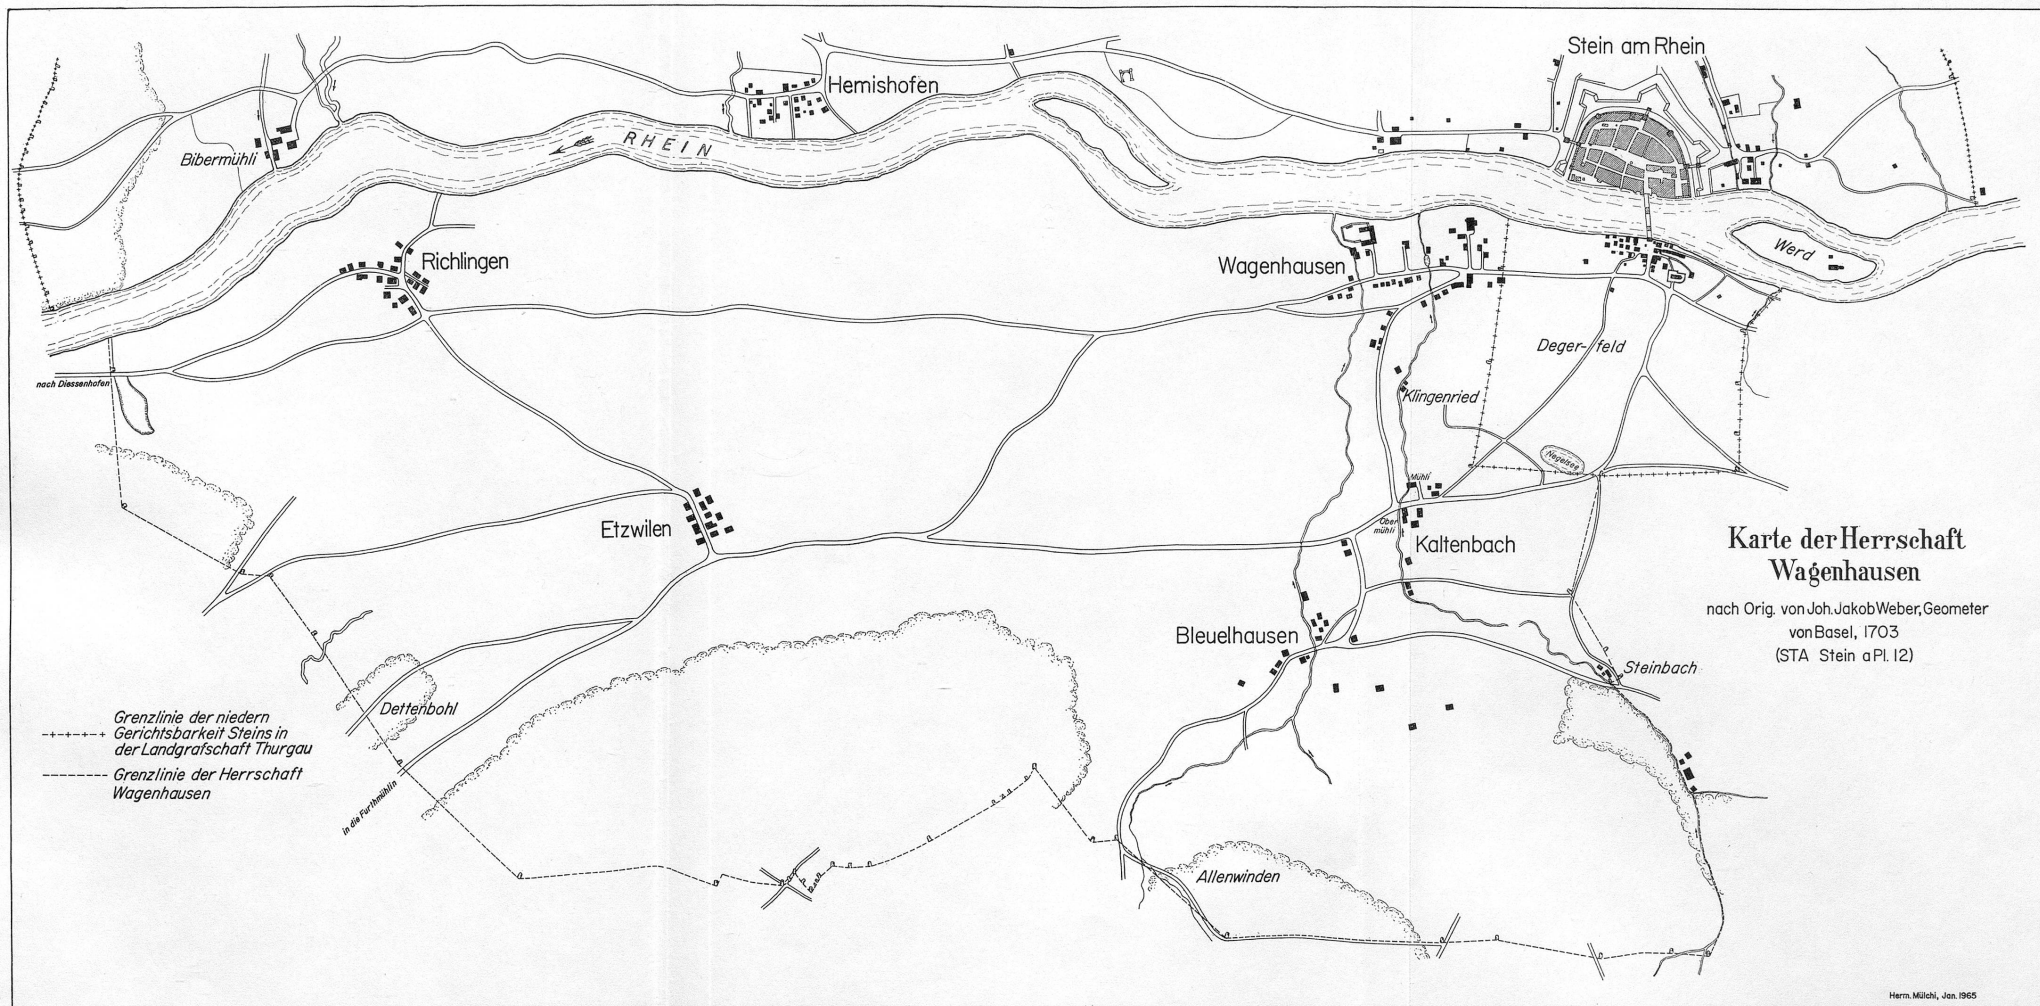 Stein am Rhein
Hemishofen
RHEIN
Bibermühli
Richlingen
Wagenhausen
Werd
nach Diessenhofen
Deger-feld
Klingenried
Negelsee
Mühli
Ober
mühli
Etzwilen
Kaltenbach
Karte der Herrschaft
Wagenhausen
nach Orig. von Joh. Jakob Weber, Geometer
von Basel, 1703
(STA Stein a Pl. 12)
Bleuelhausen
Steinbach
Dettenbohl
Grenzlinie der niedern
Gerichtsbarkeit Steins in
der Landgrafschaft Thurgau
Grenzlinie der Herrschaft
Wagenhausen
in die Furthmühlin
Allenwinden
Herm. Mülchi, Jan. 1965